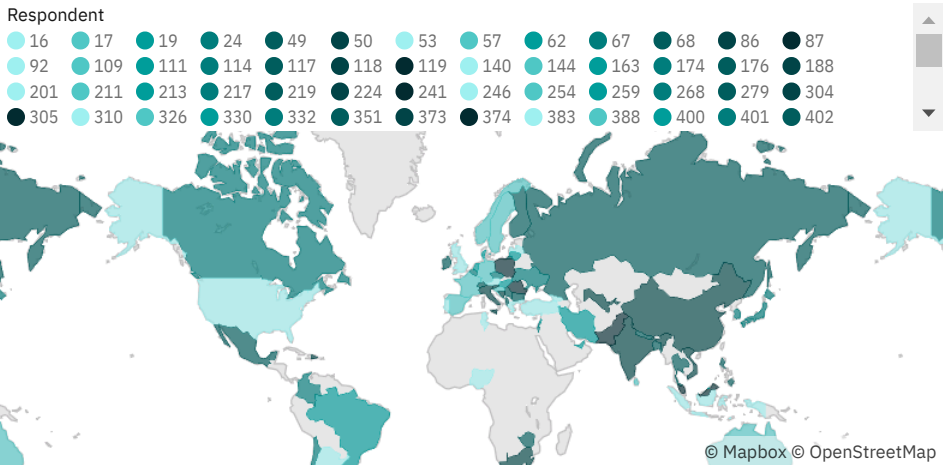 Respondent
16 17 19 24 49 50 53 57 62 67 68 86 87
92 109 111 114 117 118 119 140 144 163 174 176 188
201 211 213 217 219 224 241 246 254 259 268 279 304
305 310 326 330 332 351 373 374 383 388 400 401 402
© Mapbox © OpenStreetMap